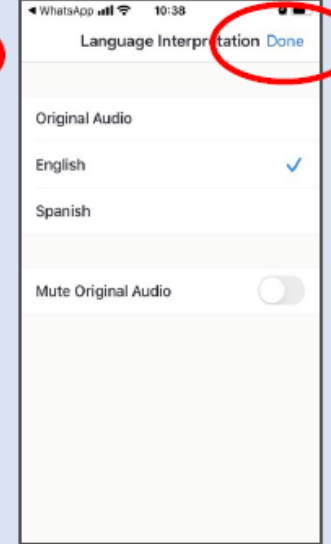 WhatsApp 10:38
Language Interpretation Done
Original Audio
English
Spanish
Mute Original Audio